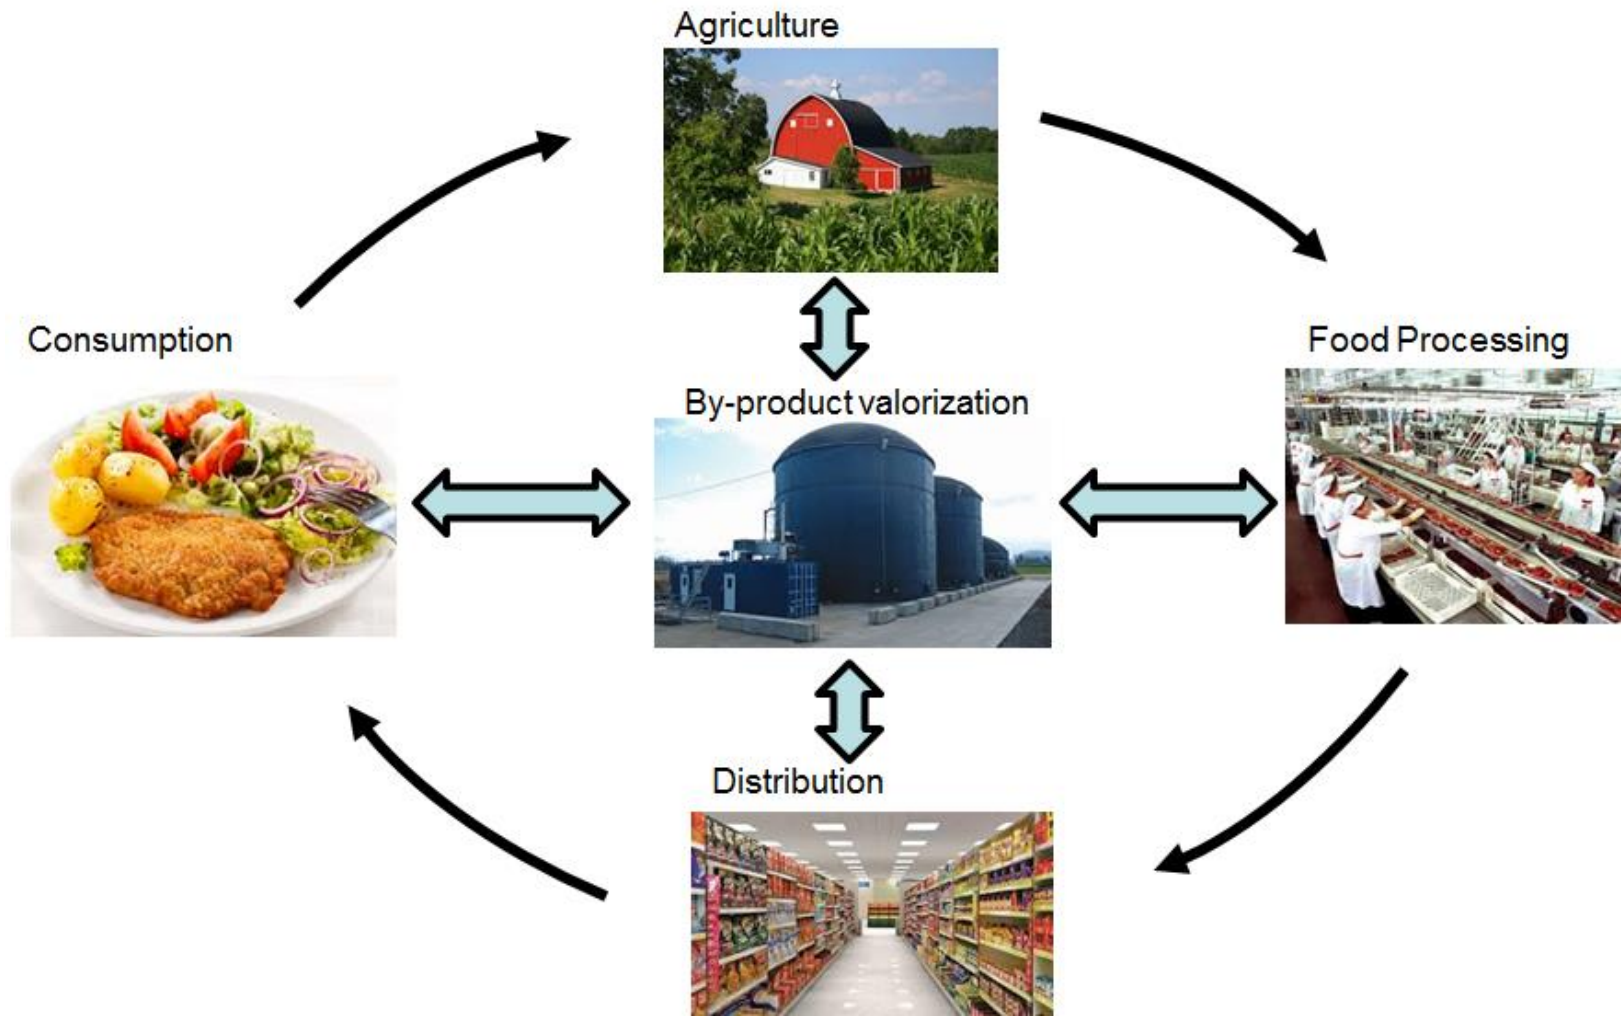 Agriculture
Consumption
Food Processing
By-product valorization
Distribution